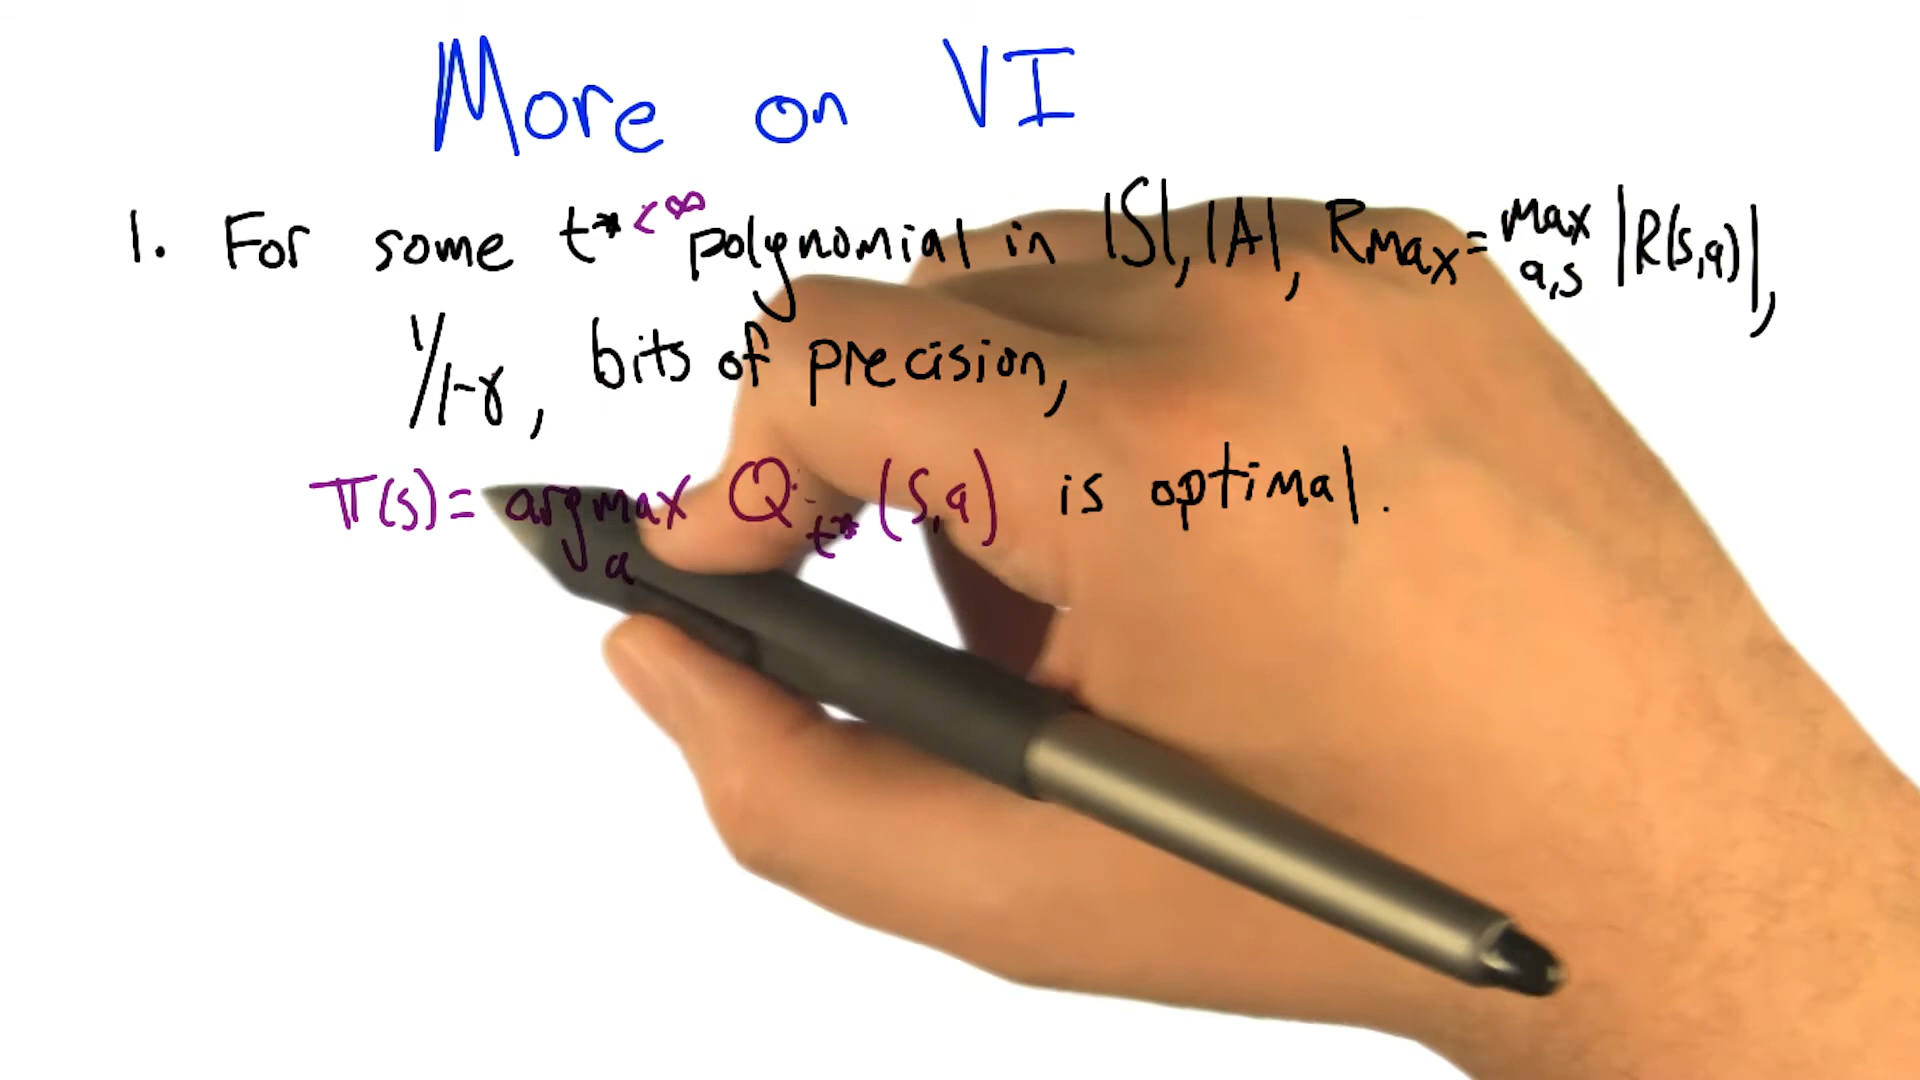 More on VI
1. For some t* < ∞ polynomial in |S|, |A|, Rmax = max a,s |R(s,a)|,
1/1-γ, bits of precision,
π(s) = argmax a Q t* (s,a) is optimal.